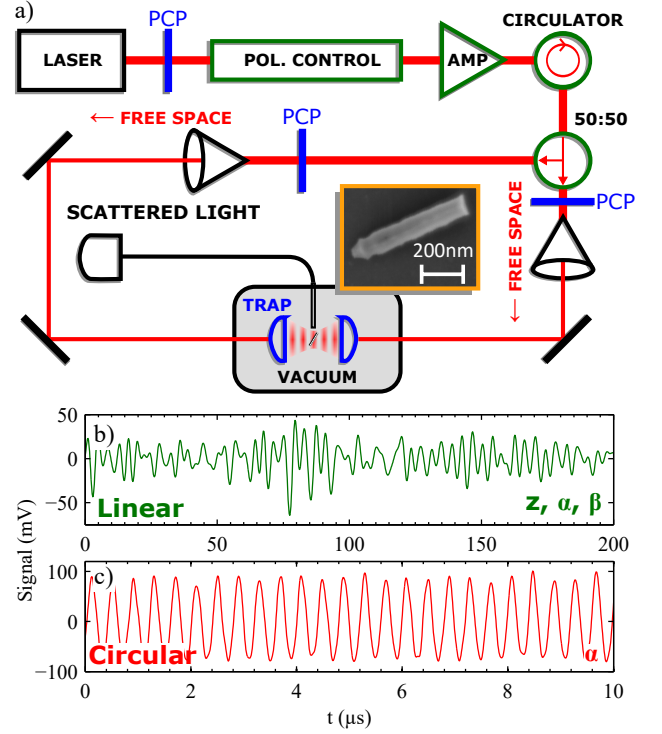 a)
PCP
CIRCULATOR
LASER
POL. CONTROL
AMP
← FREE SPACE
PCP
50:50
SCATTERED LIGHT
PCP
← FREE SPACE
200nm
TRAP
VACUUM
b)
50
0
−50
Linear
z, α, β
0 50 100 150 200
Signal (mV)
c)
100
0
−100
Circular
α
0 2 4 6 8 10
t (μs)